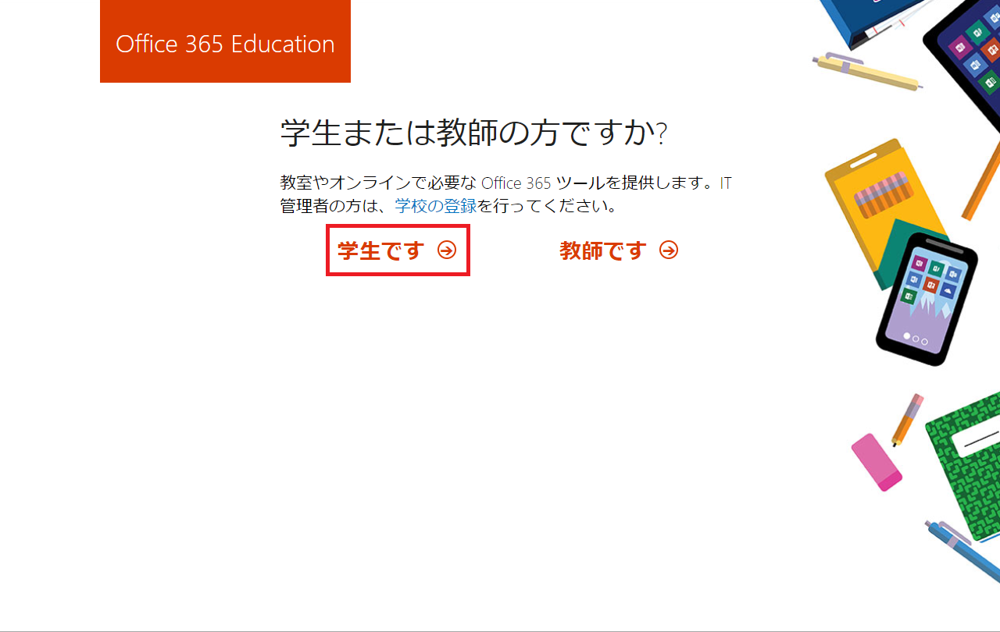 Office 365 Education
学生または教師の方ですか?
教室やオンラインで必要な Office 365 ツールを提供します。IT
管理者の方は、学校の登録を行ってください。
学生です
教師です